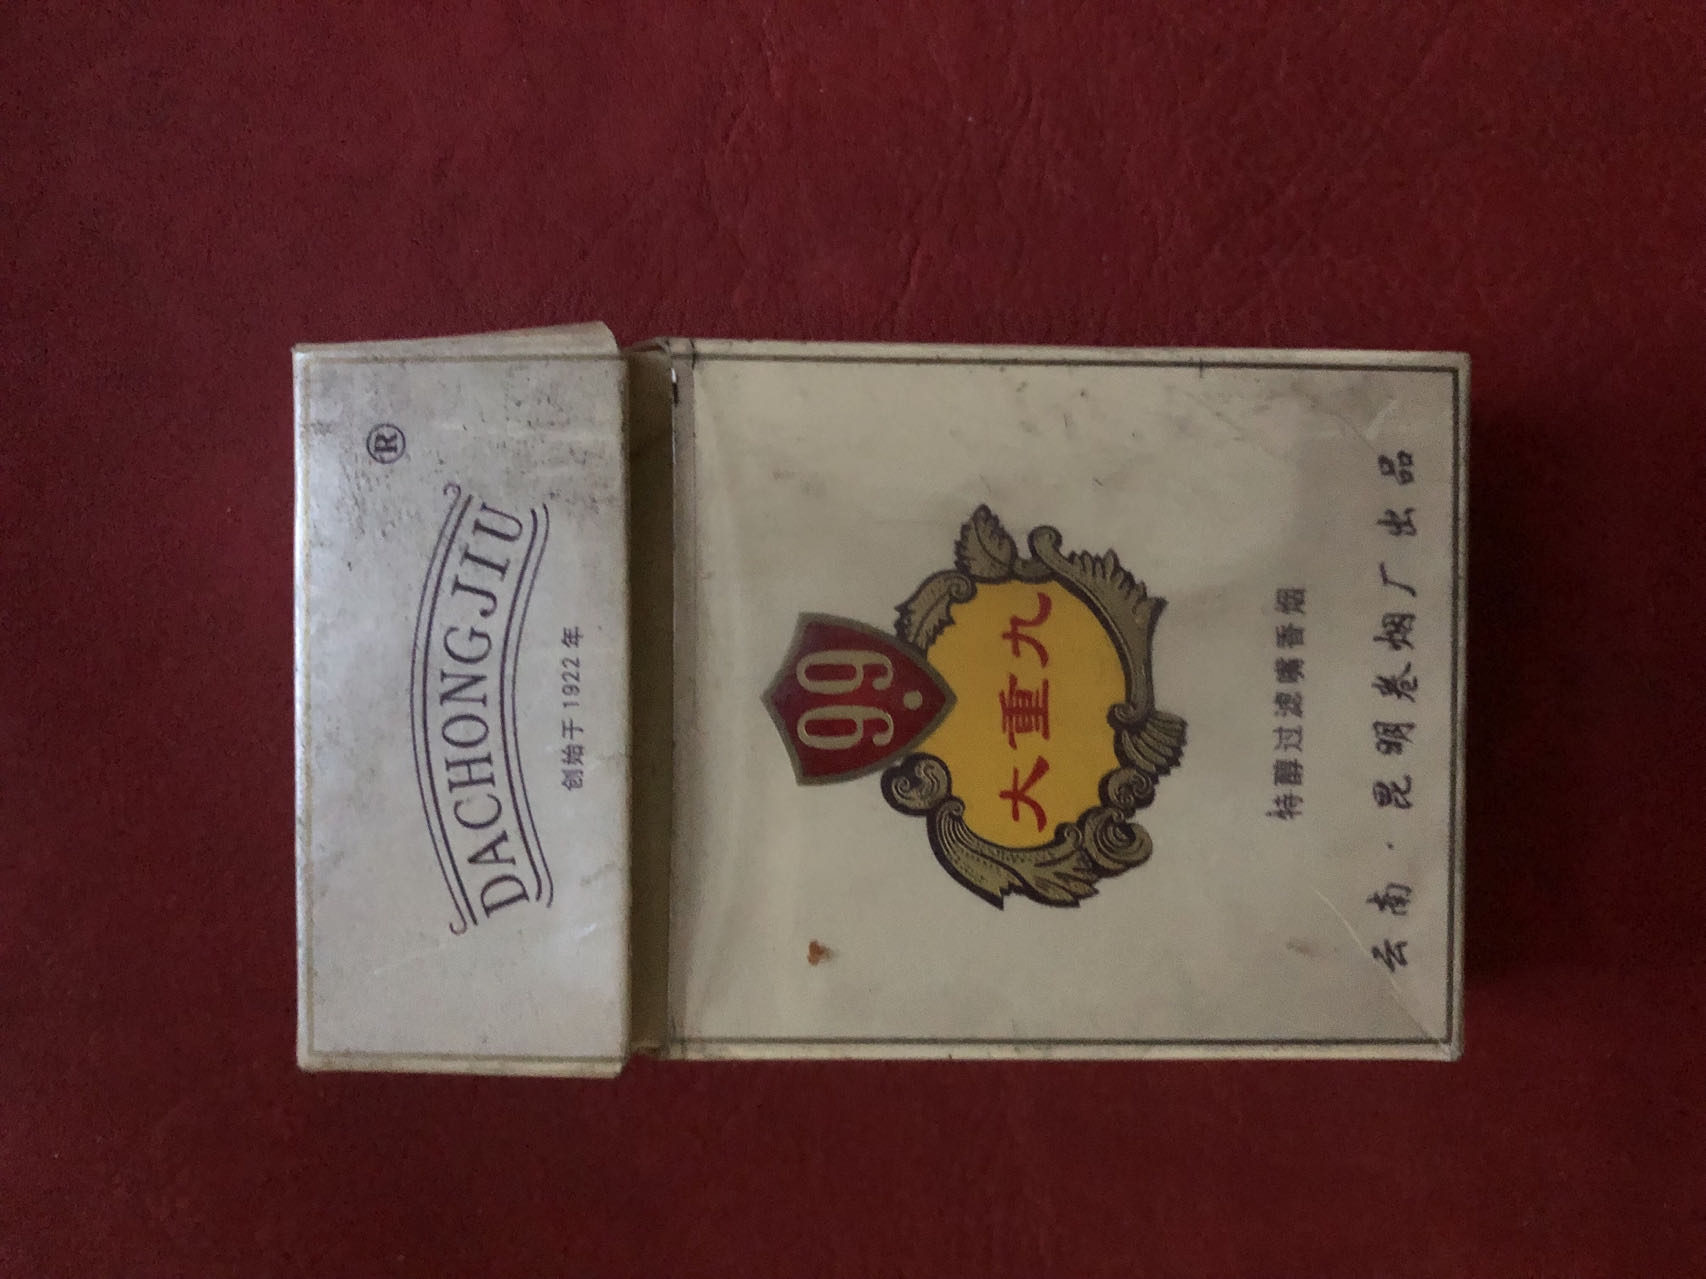 ®
DACHONGJIU
创始于1922年
99
大重九
特醇过滤嘴香烟
云南·昆明卷烟厂出品